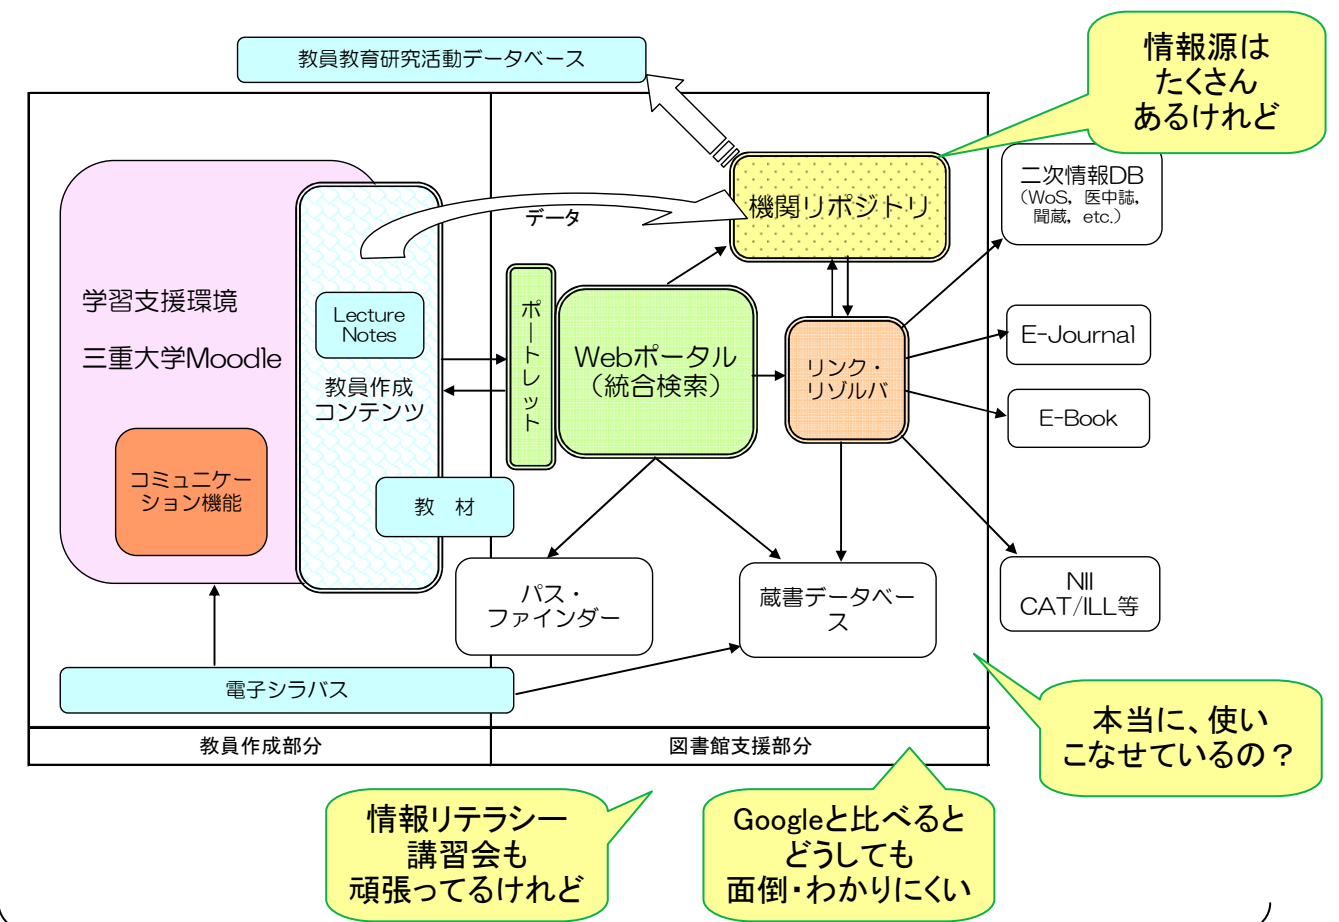 教員教育研究活動データベース
情報源は
たくさん
あるけれど
機関リポジトリ
データ
二次情報DB
（WoS，医中誌，
聞蔵，etc.）
学習支援環境
三重大学Moodle
Lecture
Notes
教員作成
コンテンツ
コミュニケー
ション機能
教　材
ポートレット
Webポータル
（統合検索）
リンク・
リゾルバ
E-Journal
E-Book
パス・
ファインダー
蔵書データベー
ス
NII
CAT/ILL等
電子シラバス
教員作成部分
図書館支援部分
本当に、使い
こなせているの？
情報リテラシー
講習会も
頑張ってるけれど
Googleと比べると
どうしても
面倒・わかりにくい